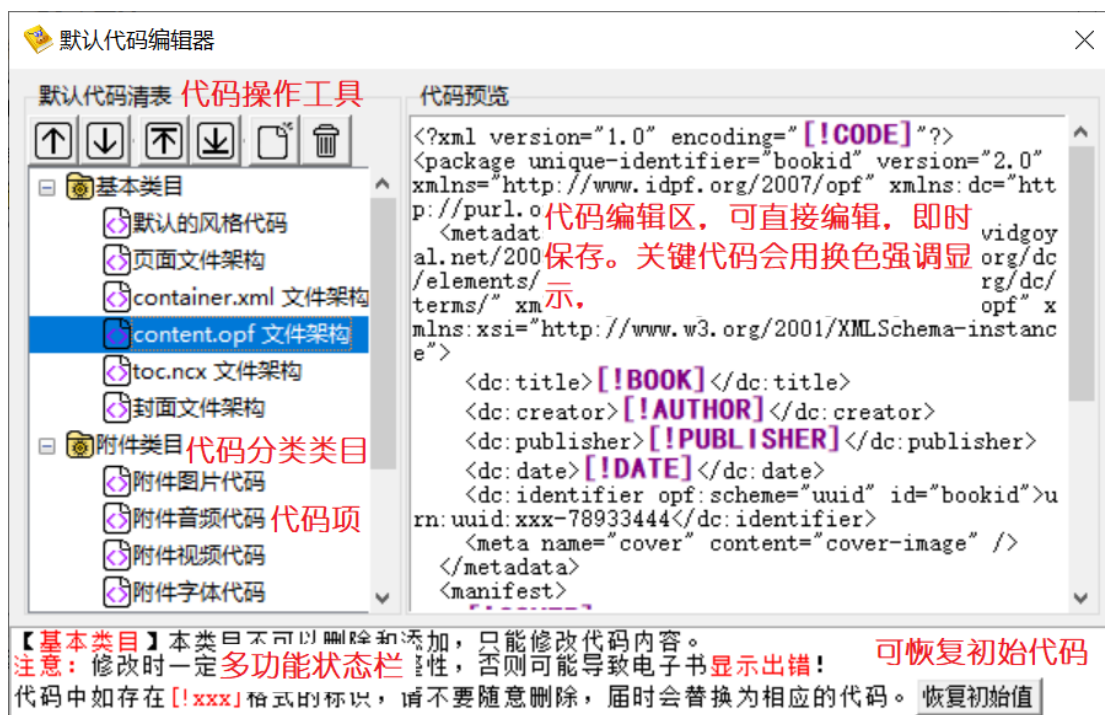 默认代码编辑器
默认代码清表 代码操作工具
基本类目
默认的风格代码
页面文件架构
container.xml 文件架构
content.opf 文件架构
toc.ncx 文件架构
封面文件架构
附件类目 代码分类类目
附件图片代码
附件音频代码 代码项
附件视频代码
附件字体代码
代码预览
<?xml version="1.0" encoding="[!CODE]"?>
<package unique-identifier="bookid" version="2.0"
xmlns="http://www.idpf.org/2007/opf" xmlns:dc="htt
p://purl.o
<metadat vidgoy
al.net/200 org/dc
/elements/ rg/dc/
terms/" xm opf" x
代码编辑区，可直接编辑，即时
保存。关键代码会用换色强调显
示，
mlns:xsi="http://www.w3.org/2001/XMLSchema-instanc
e">
<dc:title>[!BOOK]</dc:title>
<dc:creator>[!AUTHOR]</dc:creator>
<dc:publisher>[!PUBLISHER]</dc:publisher>
<dc:date>[!DATE]</dc:date>
<dc:identifier opf:scheme="uuid" id="bookid">u
rn:uuid:xxx-78933444</dc:identifier>
<meta name="cover" content="cover-image" />
</metadata>
<manifest>
【基本类目】本类目不可以删除和添加，只能修改代码内容。
注意：修改时一定 多功能状态栏 整性，否则可能导致电子书显示出错！
可恢复初始代码
代码中如存在[!xxx]格式的标识，请不要随意删除，届时会替换为相应的代码。 恢复初始值